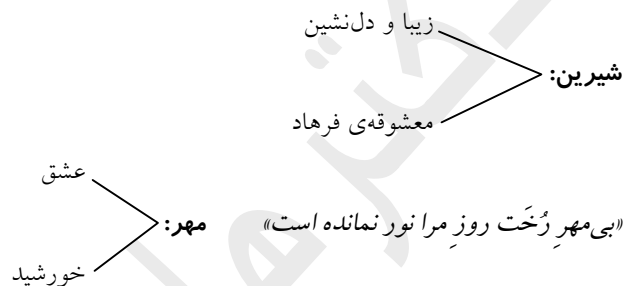 زیبا و دل‌نشین
شیرین:
معشوقه‌ی فرهاد
عشق
«بی‌مهرِ رُخَت روزِ مرا نور نمانده است» مهر:
خورشید